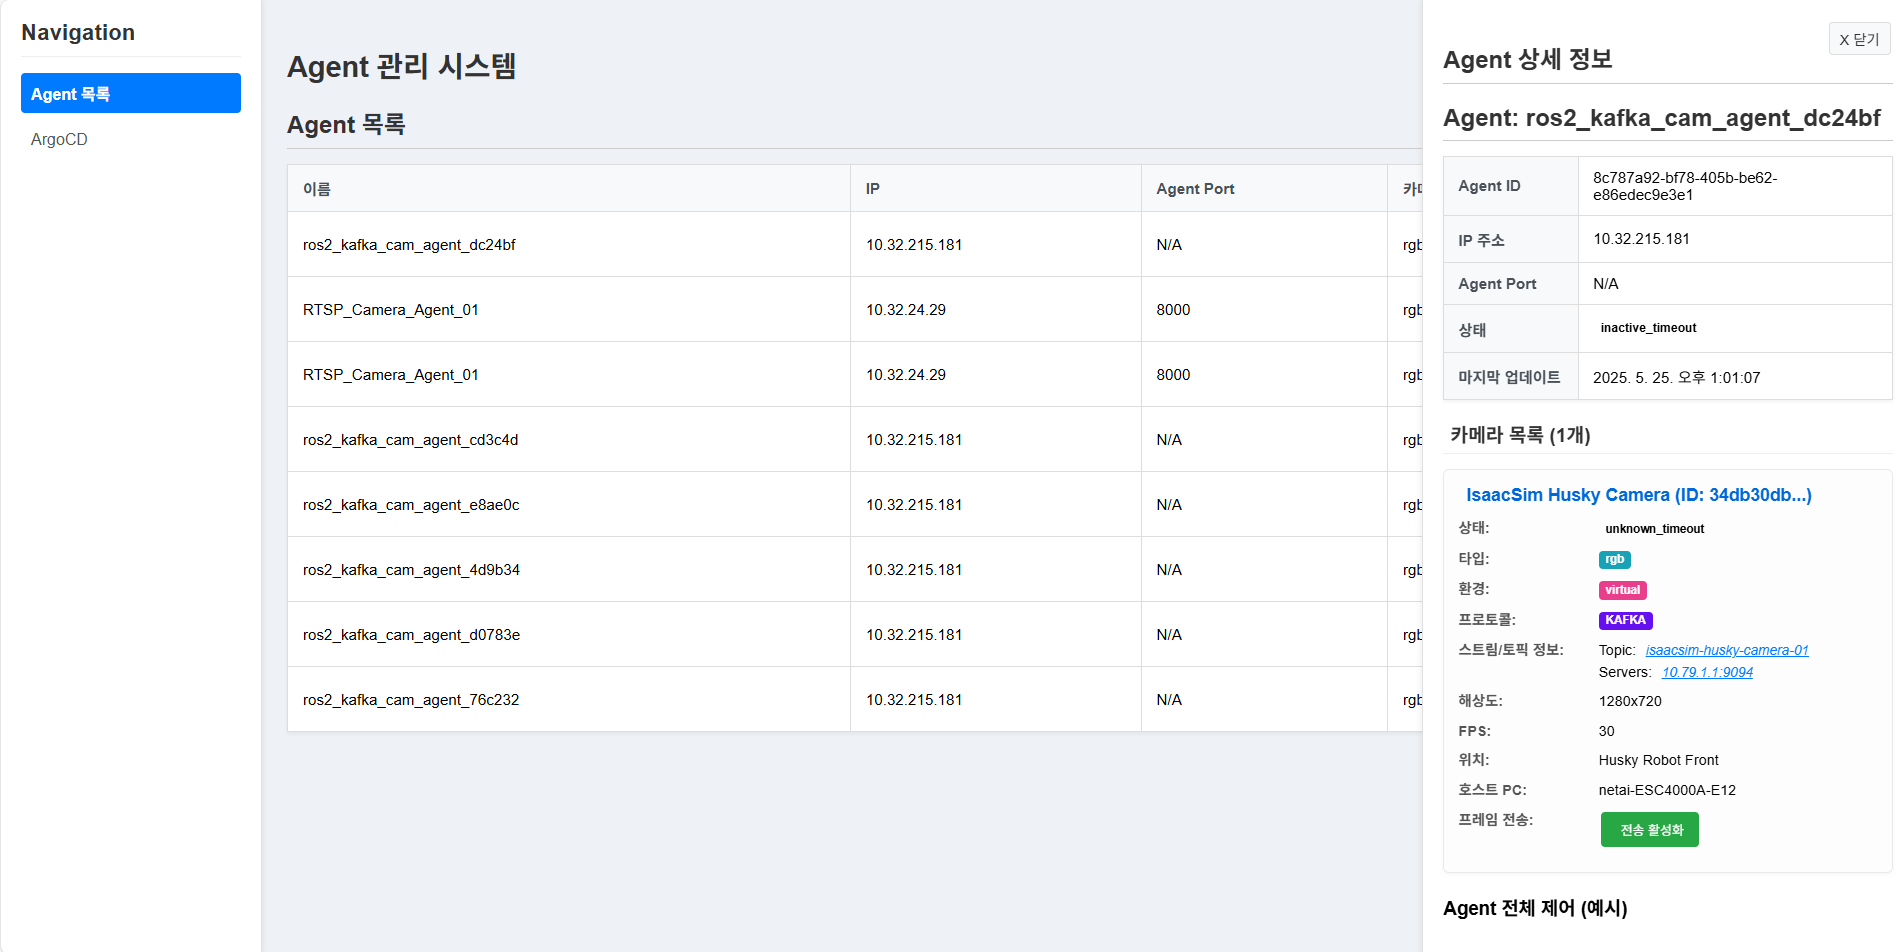 Navigation
Agent 목록
ArgoCD
Agent 관리 시스템
Agent 목록
이름 IP Agent Port
ros2_kafka_cam_agent_dc24bf 10.32.215.181 N/A rgb
RTSP_Camera_Agent_01 10.32.24.29 8000 rgb
RTSP_Camera_Agent_01 10.32.24.29 8000 rgb
ros2_kafka_cam_agent_cd3c4d 10.32.215.181 N/A rgb
ros2_kafka_cam_agent_e8ae0c 10.32.215.181 N/A rgb
ros2_kafka_cam_agent_4d9b34 10.32.215.181 N/A rgb
ros2_kafka_cam_agent_d0783e 10.32.215.181 N/A rgb
ros2_kafka_cam_agent_76c232 10.32.215.181 N/A rgb
X 닫기
Agent 상세 정보
Agent: ros2_kafka_cam_agent_dc24bf
Agent ID 8c787a92-bf78-405b-be62-
e86edec9e3e1
IP 주소 10.32.215.181
Agent Port N/A
상태 inactive_timeout
마지막 업데이트 2025. 5. 25. 오후 1:01:07
카메라 목록 (1개)
IsaacSim Husky Camera (ID: 34db30db...)
상태: unknown_timeout
타입: rgb
환경: virtual
프로토콜: KAFKA
스트림/토픽 정보: Topic: isaacsim-husky-camera-01
Servers: 10.79.1.1:9094
해상도: 1280x720
FPS: 30
위치: Husky Robot Front
호스트 PC: netai-ESC4000A-E12
프레임 전송: 전송 활성화
Agent 전체 제어 (예시)